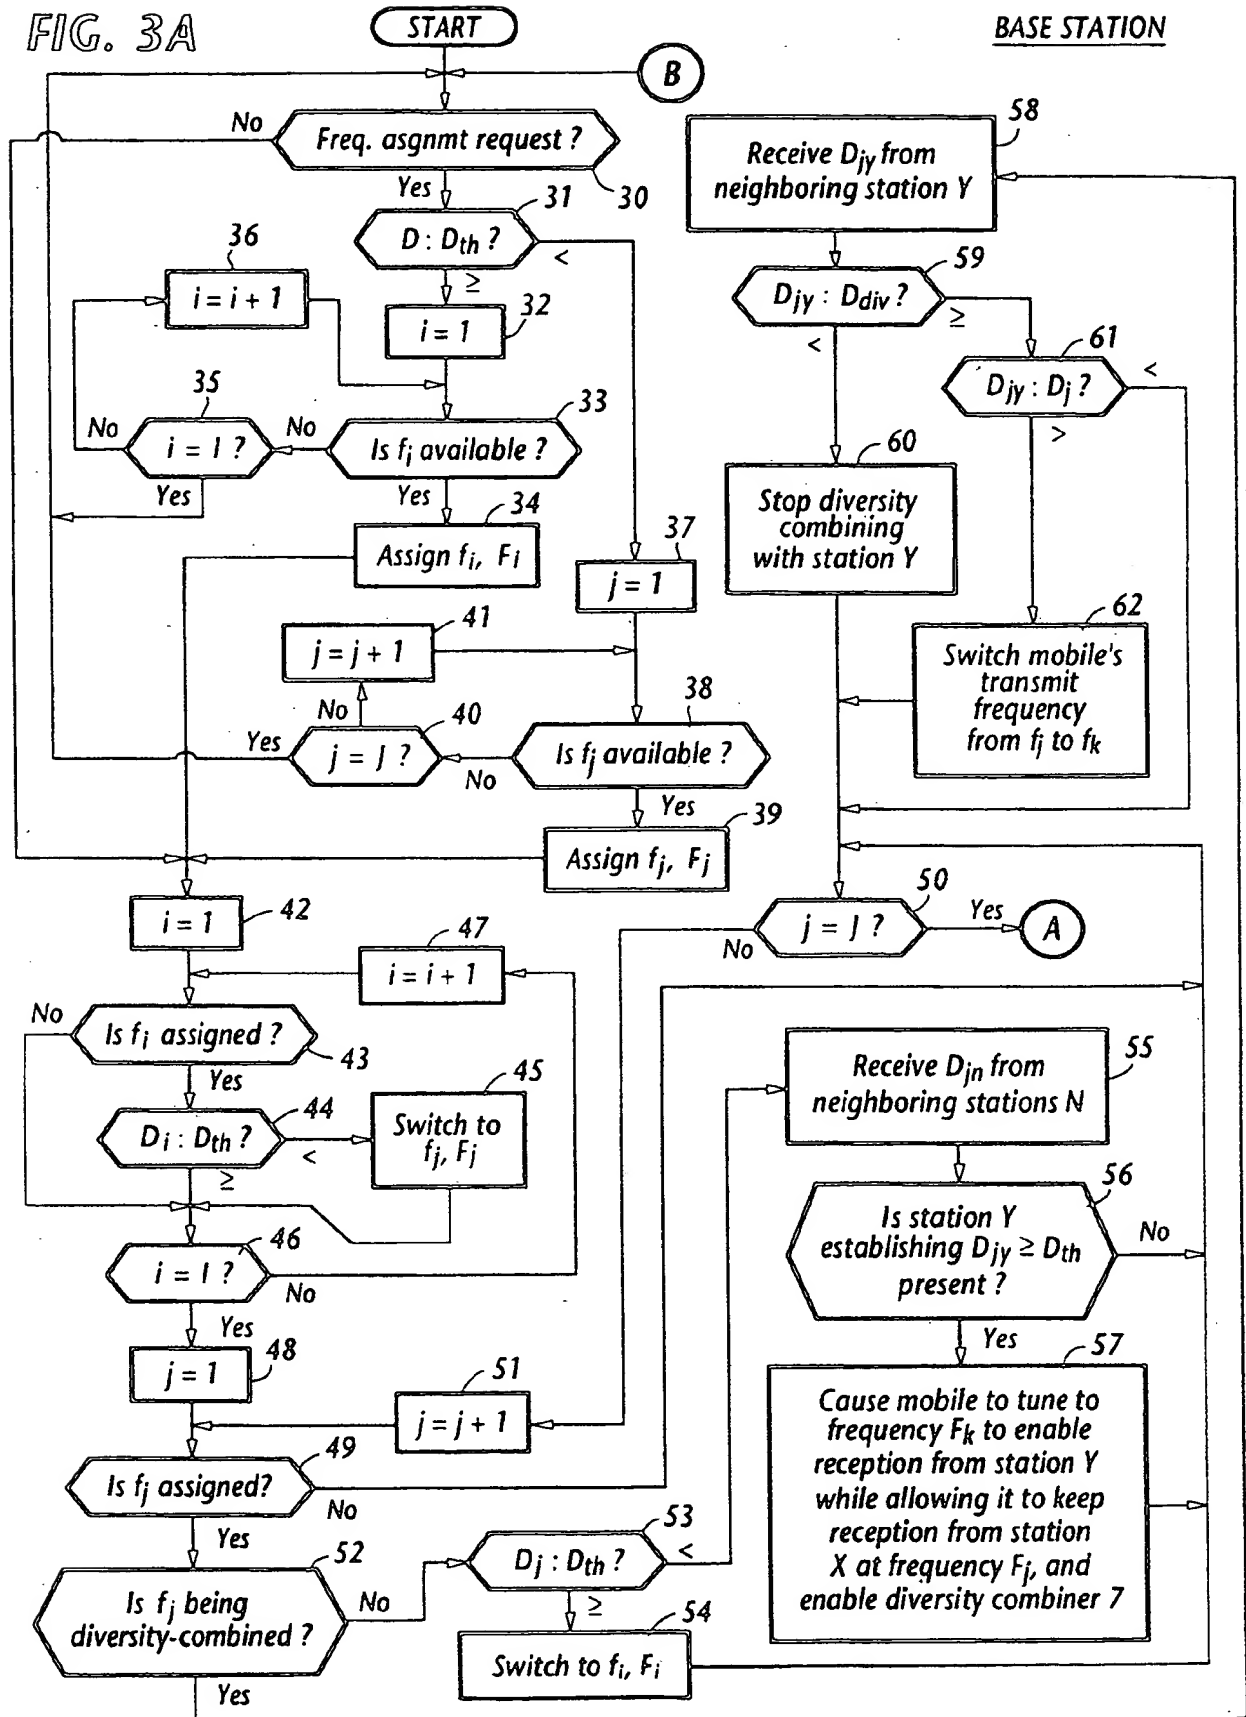 FIG. 3A
START
BASE STATION
B
No
Freq. asgnmt request ?
30
Yes
31
D : Dth ?
<
≥
36
i = i + 1
32
i = 1
35
No
i = I ?
No
33
Is fi available ?
Yes
Yes
34
Assign fi, Fi
37
j = 1
41
j = j + 1
No
40
Yes
j = J ?
No
38
Is fj available ?
Yes
39
Assign fj, Fj
42
i = 1
47
i = i + 1
No
Is fi assigned ?
43
Yes
44
Di : Dth ?
<
≥
45
Switch to
fj, Fj
46
i = I ?
No
Yes
48
j = 1
51
j = j + 1
49
Is fj assigned?
No
Yes
52
Is fj being
diversity-combined ?
No
Yes
53
Dj : Dth ?
<
≥
54
Switch to fi, Fi
58
Receive Djy from
neighboring station Y
59
Djy : Ddiv ?
≥
<
61
Djy : Dj ?
<
>
60
Stop diversity
combining
with station Y
62
Switch mobile's
transmit
frequency
from fj to fk
50
j = J ?
Yes
A
No
55
Receive Djn from
neighboring stations N
56
Is station Y
establishing Djy ≥ Dth
present ?
No
Yes
57
Cause mobile to tune to
frequency Fk to enable
reception from station Y
while allowing it to keep
reception from station
X at frequency Fj, and
enable diversity combiner 7